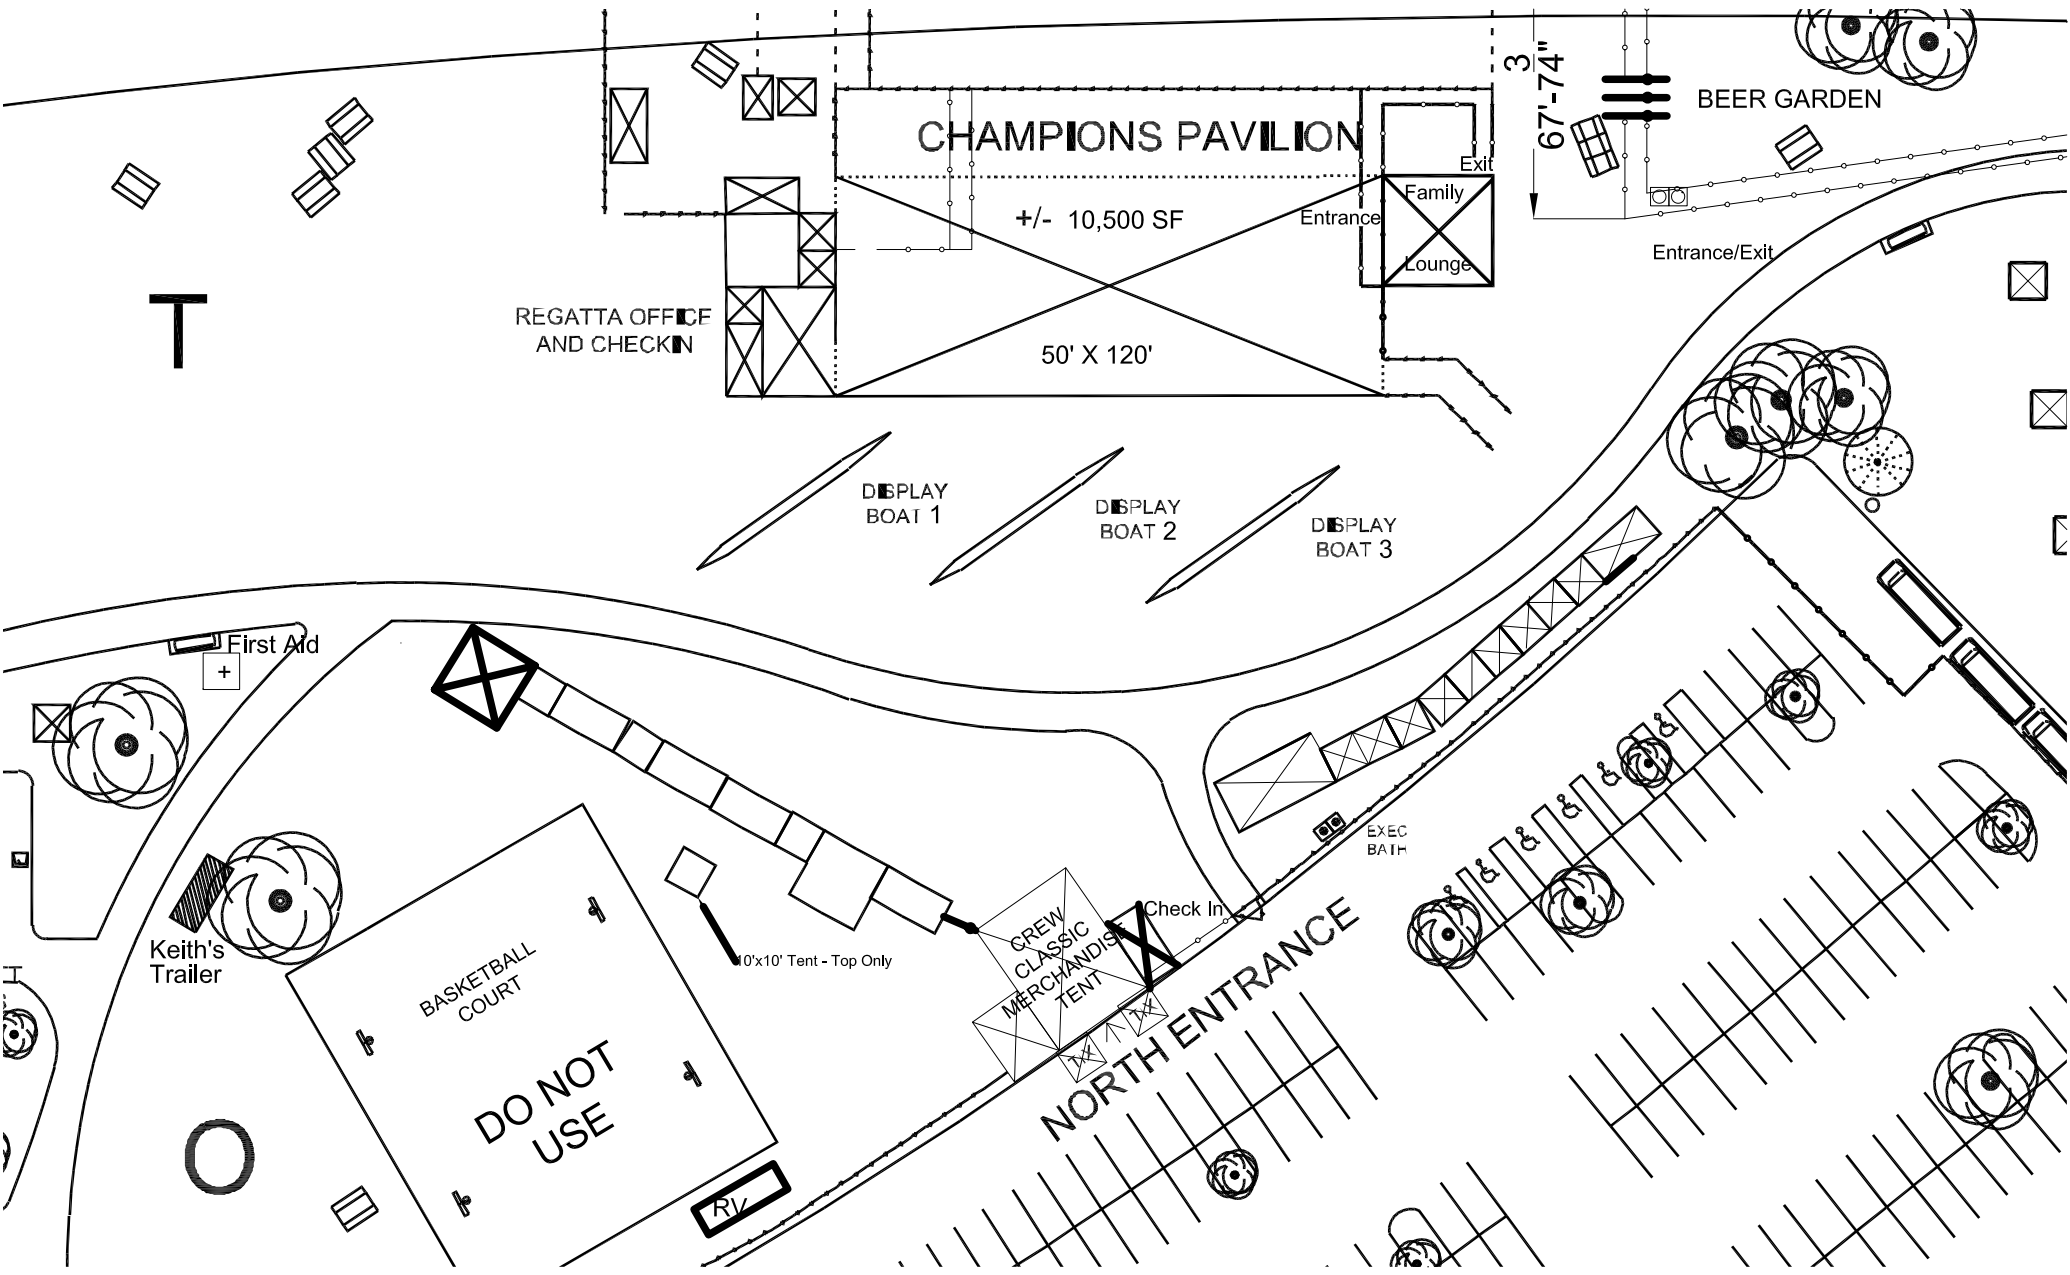 3
67'-74"
BEER GARDEN
CHAMPIONS PAVILION
Exit
Family
Entrance
Lounge
+/-  10,500 SF
Entrance/Exit
REGATTA OFFICE
AND CHECKIN
50' X 120'
T
DISPLAY
BOAT 1
DISPLAY
BOAT 2
DISPLAY
BOAT 3
First Aid
EXEC
BATH
Check In
CREW
CLASSIC
MERCHANDISE
TENT
10'x10' Tent - Top Only
Keith's
Trailer
BASKETBALL
COURT
TIX
TIX
NORTH ENTRANCE
DO NOT
USE
O
RV